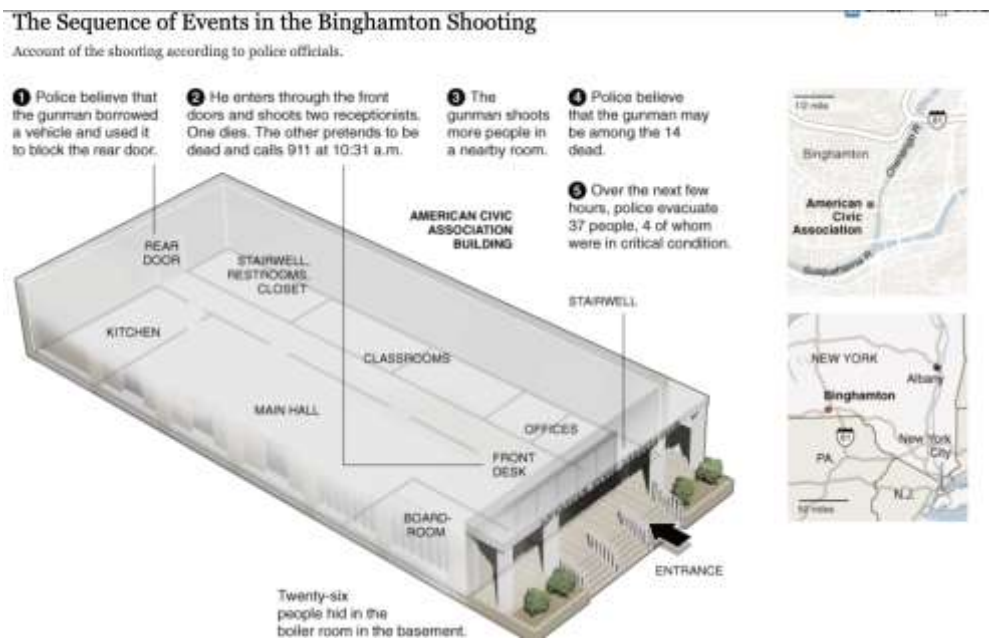 The Sequence of Events in the Binghamton Shooting
Account of the shooting according to police officials.
1 Police believe that
the gunman borrowed
a vehicle and used it
to block the rear door.
2 He enters through the front
doors and shoots two receptionists.
One dies. The other pretends to be
dead and calls 911 at 10:31 a.m.
3 The
gunman shoots
more people in
a nearby room.
4 Police believe
that the gunman may
be among the 14
dead.
5 Over the next few
hours, police evacuate
37 people, 4 of whom
were in critical condition.
AMERICAN CIVIC
ASSOCIATION
BUILDING
REAR
DOOR
STAIRWELL,
RESTROOMS,
CLOSET
STAIRWELL
KITCHEN
CLASSROOMS
MAIN HALL
OFFICES
FRONT
DESK
BOARD-
ROOM
ENTRANCE
Twenty-six
people hid in the
boiler room in the basement.
1/2 mile
81
Binghamton
Chenango R.
American
Civic
Association
Susquehanna R.
NEW YORK
Albany
Binghamton
81
New York
City
PA.
N.J.
50 miles